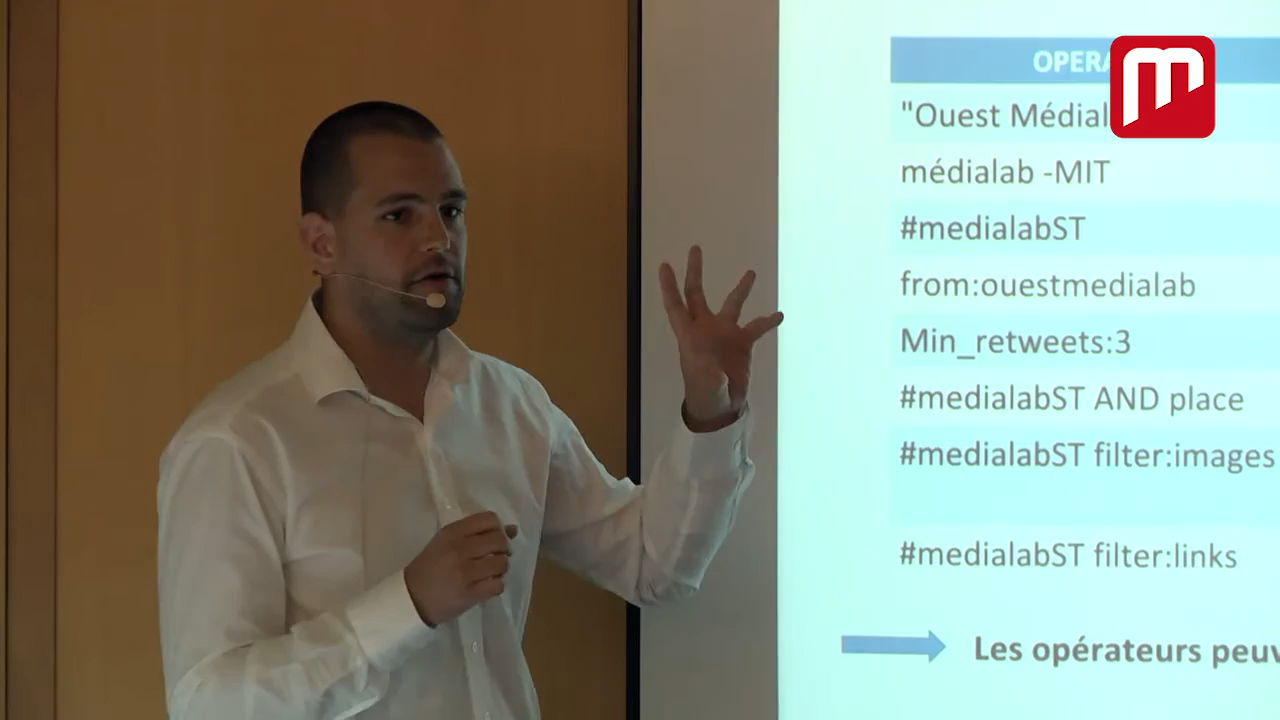 "Ouest Médial
médialab -MIT
#medialabST
from:ouestmedialab
Min_retweets:3
#medialabST AND place
#medialabST filter:images
#medialabST filter:links
Les opérateurs